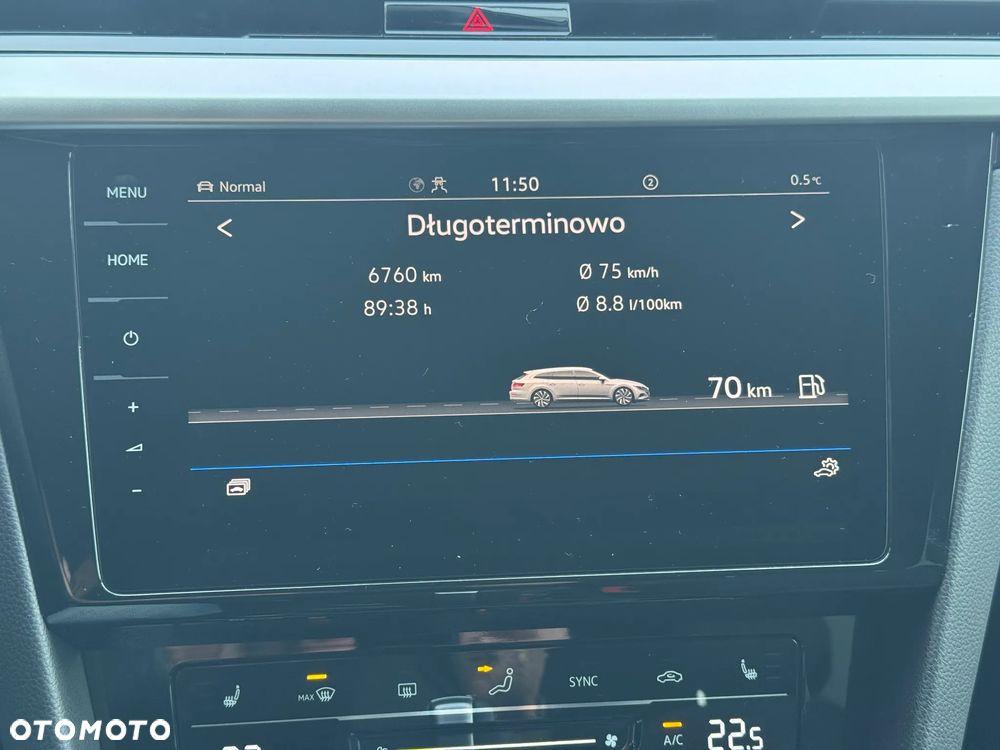 MENU
Normal 11:50 2 0.5°C
< Długoterminowo >
HOME
6760 km Ø 75 km/h
89:38 h Ø 8.8 l/100km
70 km
+
-
MAX SYNC
A/C 22.5
OTOMOTO